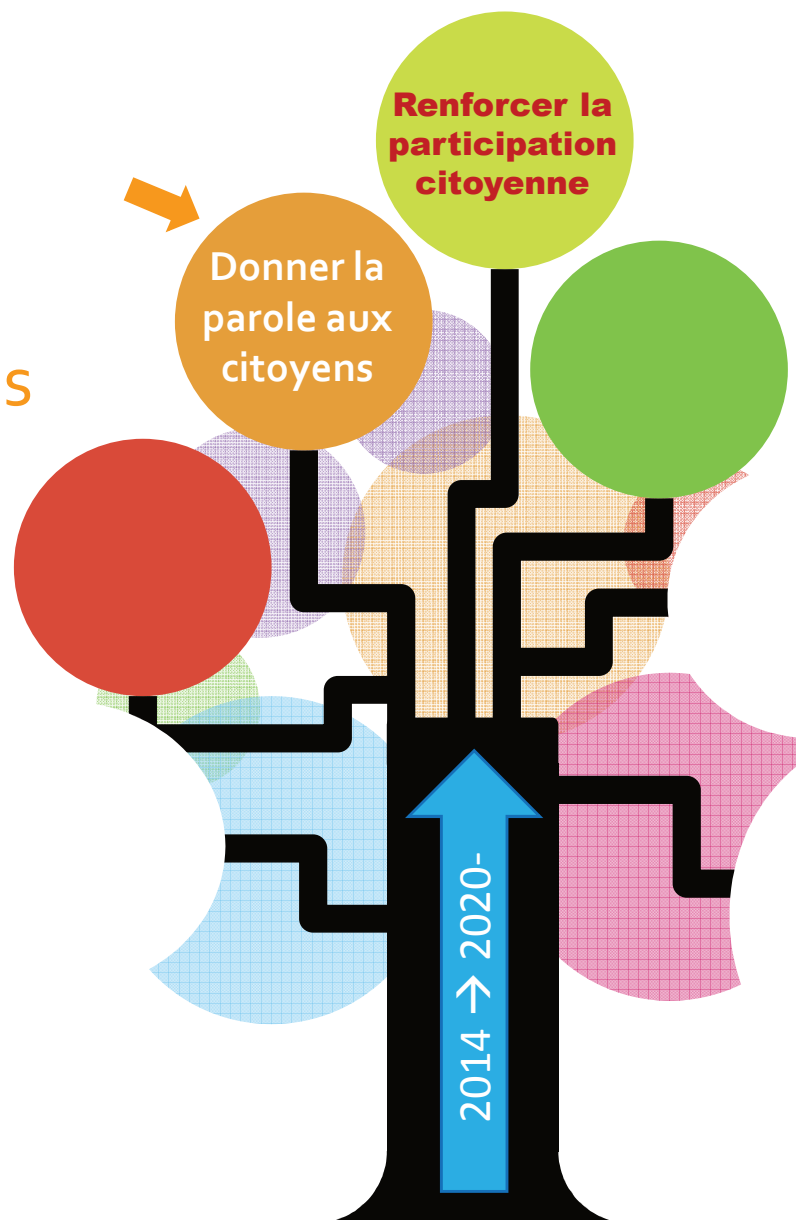 Renforcer la
participation
citoyenne
Donner la
parole aux
citoyens
s
2014 → 2020-